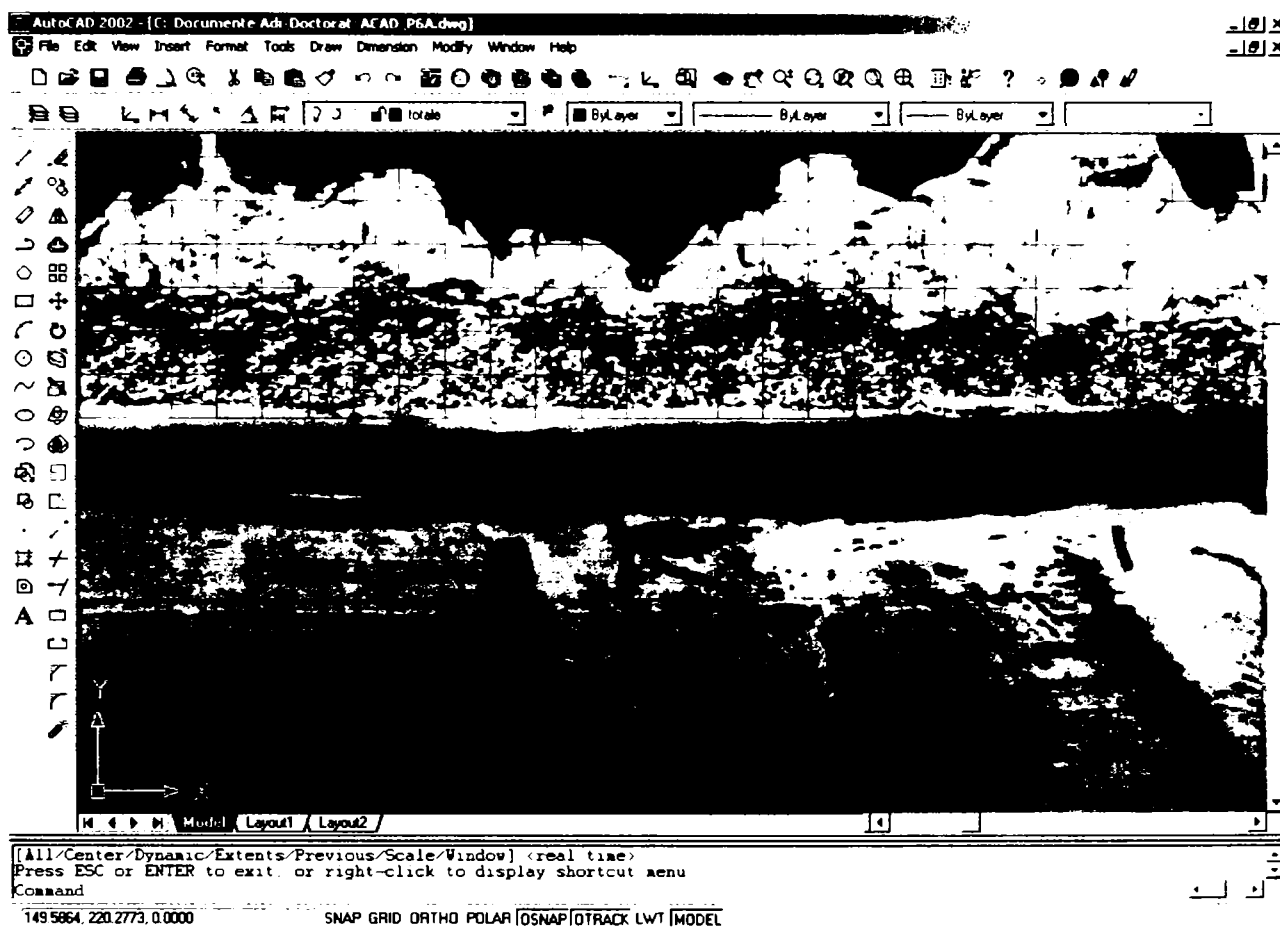 AutoCAD 2002 - [C: Documente Adi-Doctorat ACAD P6A.dwg]
File Edit View Insert Format Tools Draw Dimension Modify Window Help
totale ByLayer ByLayer ByLayer
A
Y
X
Model Layout1 Layout2
[All/Center/Dynamic/Extents/Previous/Scale/Window] <real time>
Press ESC or ENTER to exit, or right-click to display shortcut menu
Command
149.5864, 220.2773, 0.0000 SNAP GRID ORTHO POLAR OSNAP OTRACK LWT MODEL